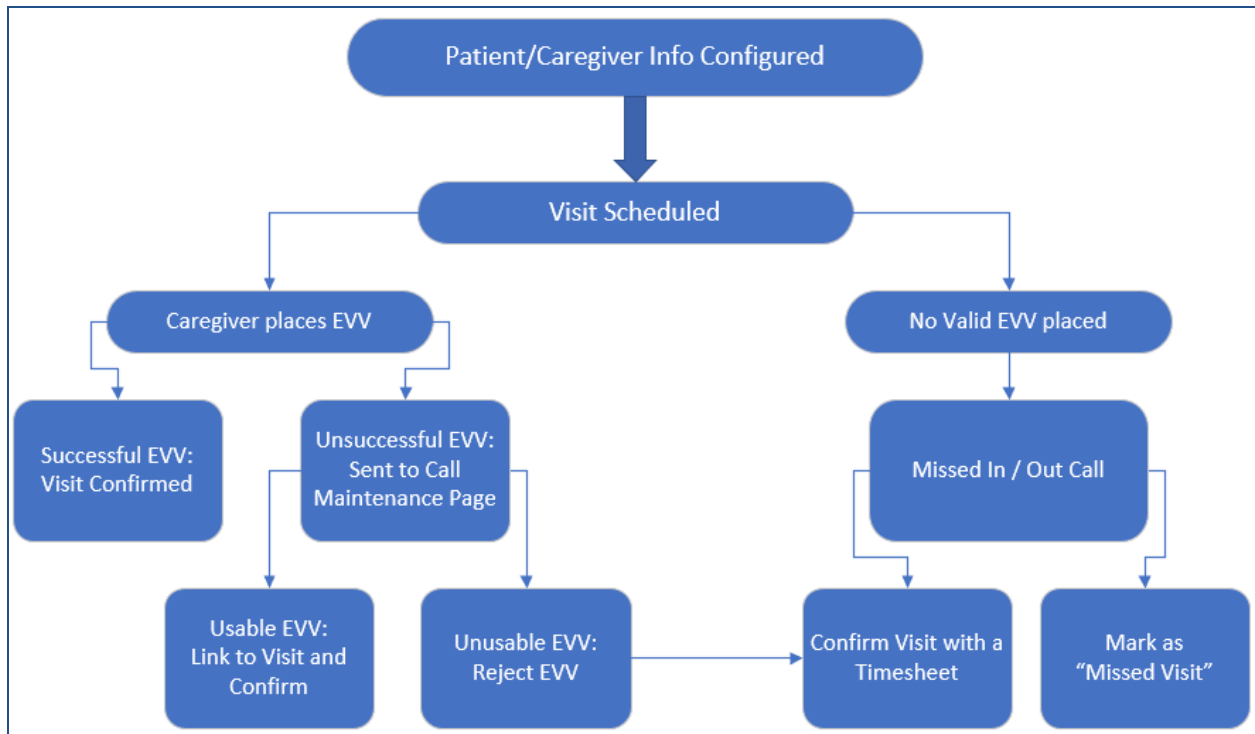 Patient/Caregiver Info Configured
Visit Scheduled
Caregiver places EVV
No Valid EVV placed
Successful EVV:
Visit Confirmed
Unsuccessful EVV:
Sent to Call
Maintenance Page
Missed In / Out Call
Usable EVV:
Link to Visit and
Confirm
Unusable EVV:
Reject EVV
Confirm Visit with a
Timesheet
Mark as
“Missed Visit”